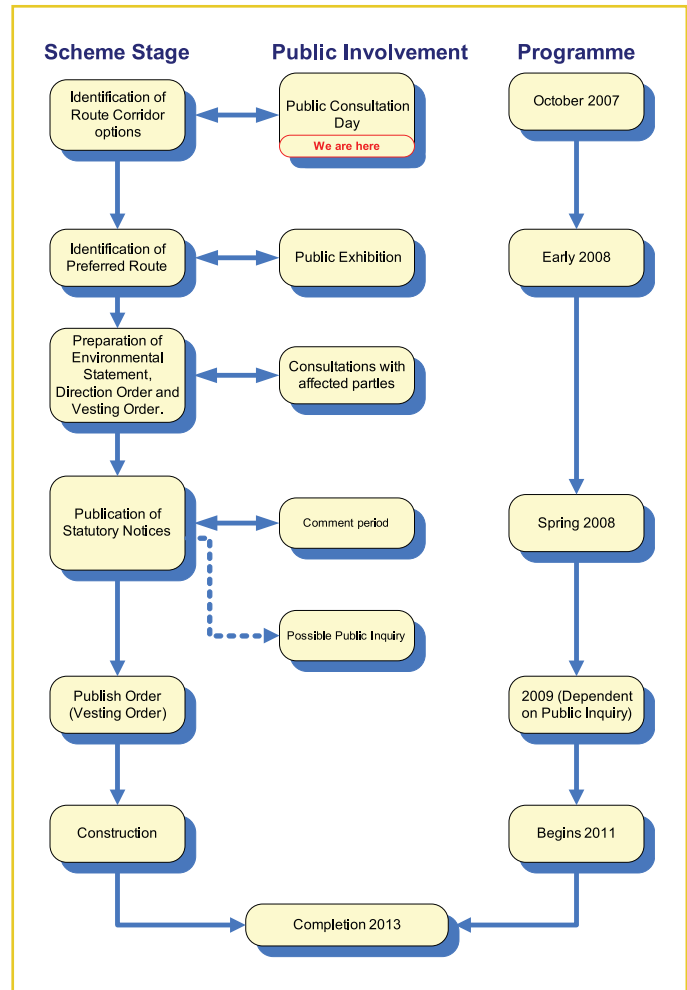 Scheme Stage
Public Involvement
Programme
Identification of
Route Corridor
options
Public Consultation
Day
We are here
October 2007
Identification of
Preferred Route
Public Exhibition
Early 2008
Preparation of
Environmental
Statement,
Direction Order and
Vesting Order.
Consultations with
affected parties
Publication of
Statutory Notices
Comment period
Spring 2008
Possible Public Inquiry
Publish Order
(Vesting Order)
2009 (Dependent
on Public Inquiry)
Construction
Begins 2011
Completion 2013